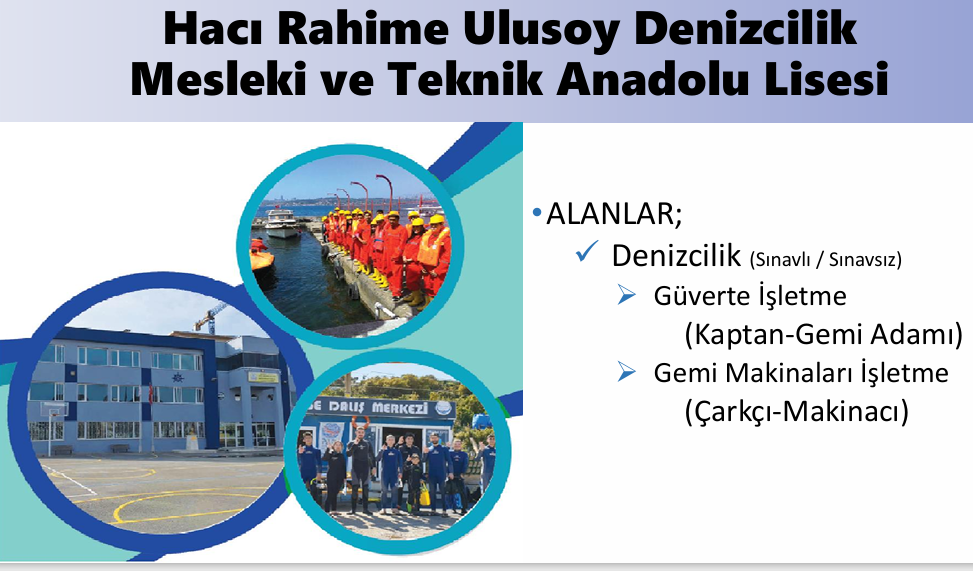 Hacı Rahime Ulusoy Denizcilik
Mesleki ve Teknik Anadolu Lisesi
•ALANLAR;
✓ Denizcilik (Sınavlı / Sınavsız)
➢ Güverte İşletme
(Kaptan-Gemi Adamı)
➢ Gemi Makinaları İşletme
(Çarkçı-Makinacı)
DALIŞ MERKEZİ